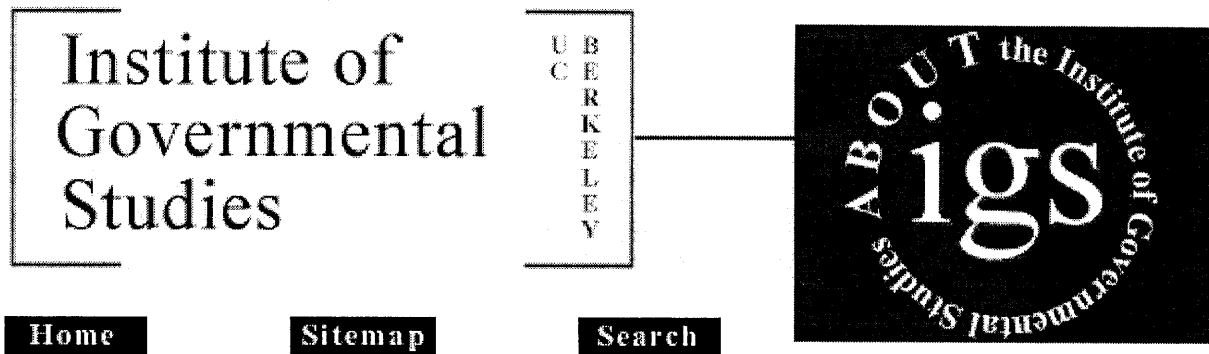 Institute of
Governmental
Studies
UC
BERKELEY
ABOUT the Institute of Governmental Studies
igs
Home
Sitemap
Search